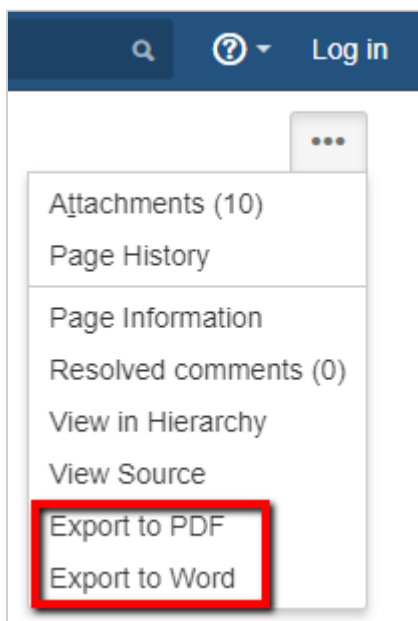 Log in
Attachments (10)
Page History
Page Information
Resolved comments (0)
View in Hierarchy
View Source
Export to PDF
Export to Word